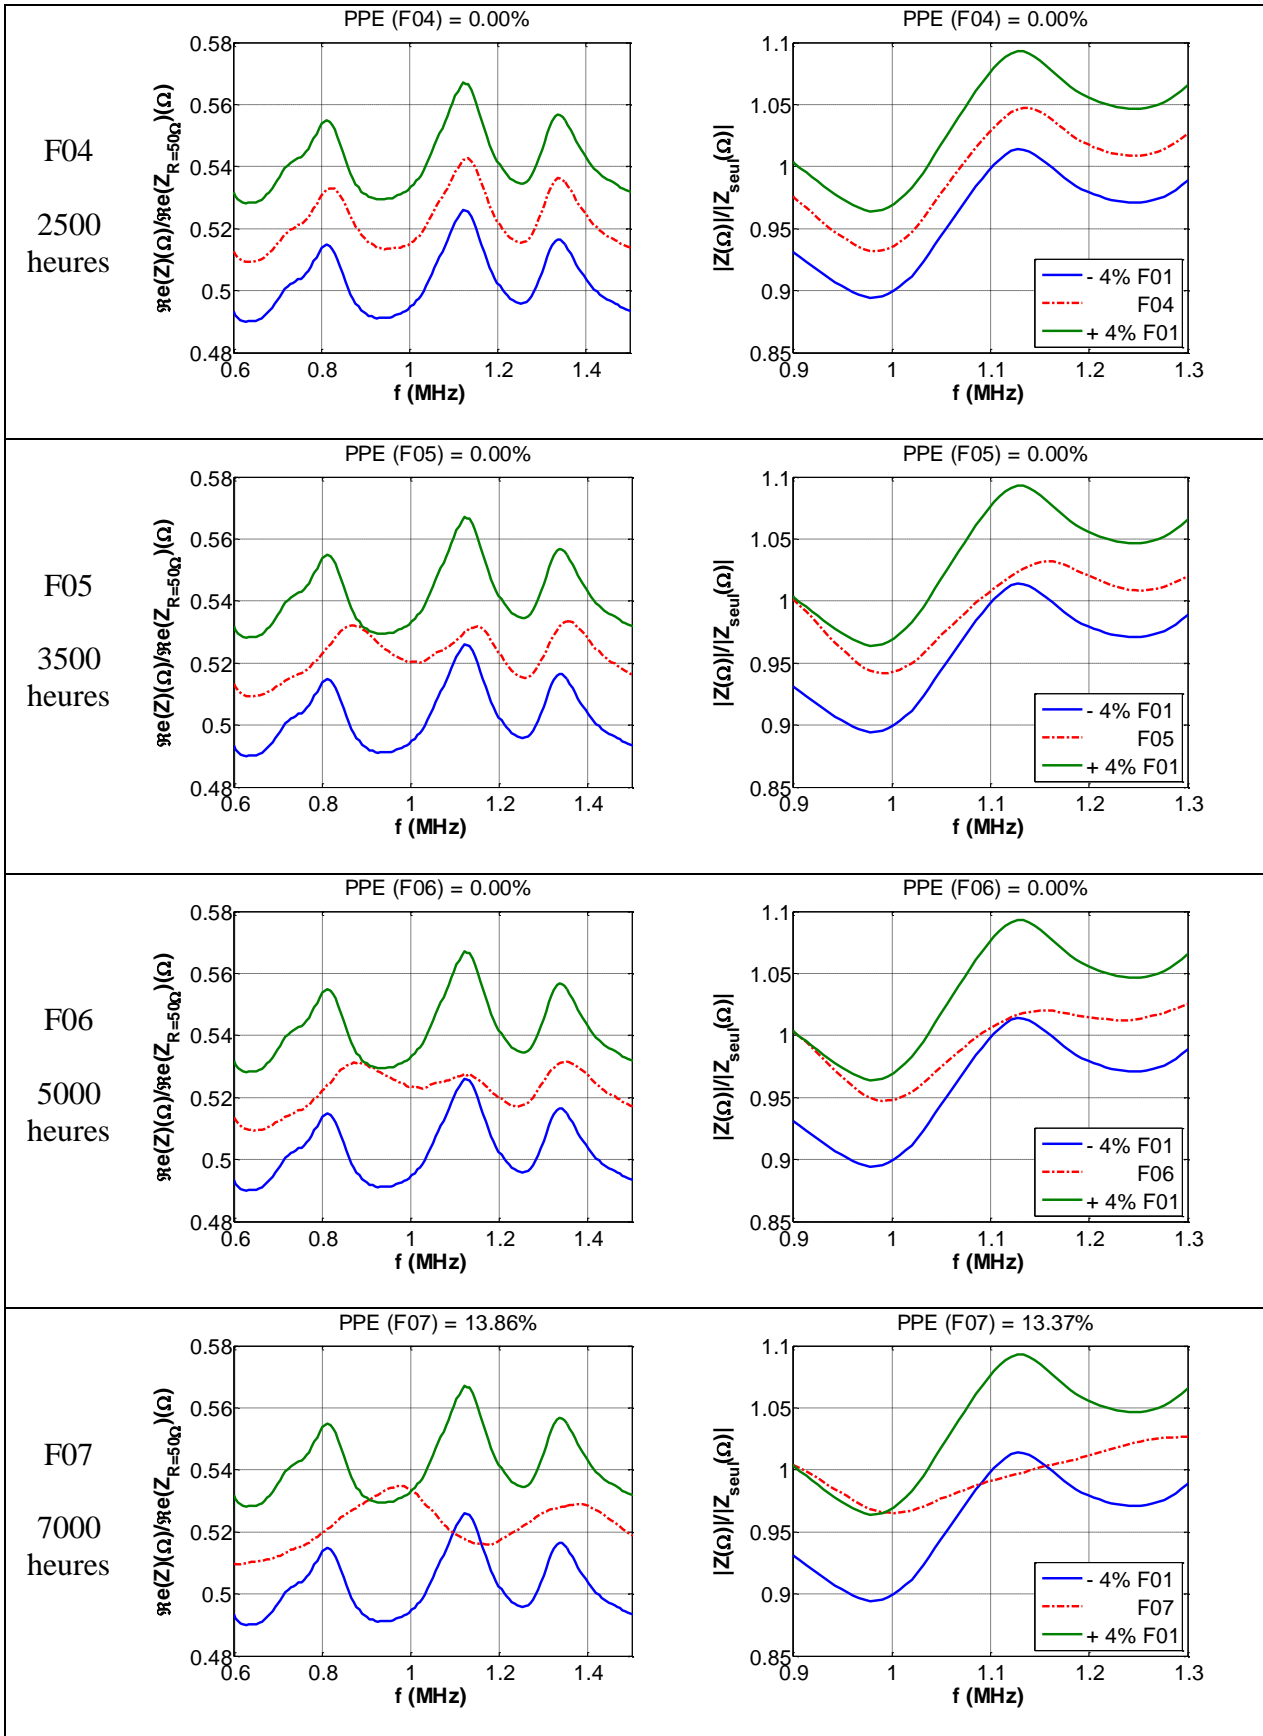 PPE (F04) = 0.00%
PPE (F04) = 0.00%
F04
2500
heures
ℜe(Z)(Ω)/ℜe(Z_R=50Ω)(Ω)
0.58
0.56
0.54
0.52
0.5
0.48
0.6 0.8 1 1.2 1.4
f (MHz)
|Z(Ω)|/|Z_seul(Ω)|
1.1
1.05
1
0.95
0.9
0.85
0.9 1 1.1 1.2 1.3
f (MHz)
- 4% F01
F04
+ 4% F01
PPE (F05) = 0.00%
PPE (F05) = 0.00%
F05
3500
heures
ℜe(Z)(Ω)/ℜe(Z_R=50Ω)(Ω)
0.58
0.56
0.54
0.52
0.5
0.48
0.6 0.8 1 1.2 1.4
f (MHz)
|Z(Ω)|/|Z_seul(Ω)|
1.1
1.05
1
0.95
0.9
0.85
0.9 1 1.1 1.2 1.3
f (MHz)
- 4% F01
F05
+ 4% F01
PPE (F06) = 0.00%
PPE (F06) = 0.00%
F06
5000
heures
ℜe(Z)(Ω)/ℜe(Z_R=50Ω)(Ω)
0.58
0.56
0.54
0.52
0.5
0.48
0.6 0.8 1 1.2 1.4
f (MHz)
|Z(Ω)|/|Z_seul(Ω)|
1.1
1.05
1
0.95
0.9
0.85
0.9 1 1.1 1.2 1.3
f (MHz)
- 4% F01
F06
+ 4% F01
PPE (F07) = 13.86%
PPE (F07) = 13.37%
F07
7000
heures
ℜe(Z)(Ω)/ℜe(Z_R=50Ω)(Ω)
0.58
0.56
0.54
0.52
0.5
0.48
0.6 0.8 1 1.2 1.4
f (MHz)
|Z(Ω)|/|Z_seul(Ω)|
1.1
1.05
1
0.95
0.9
0.85
0.9 1 1.1 1.2 1.3
f (MHz)
- 4% F01
F07
+ 4% F01